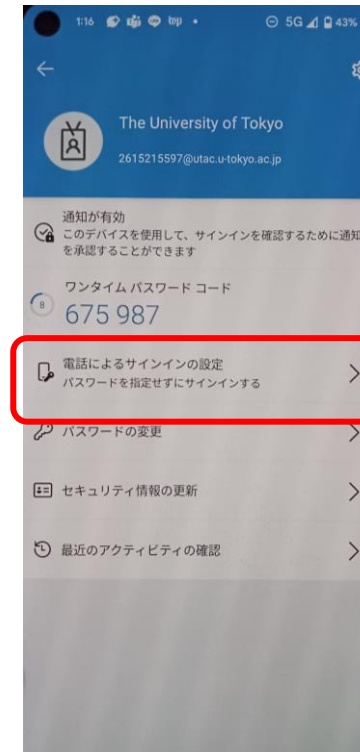 1:16 tap • 5G 43%
The University of Tokyo
2615215597@utac.u-tokyo.ac.jp
通知が有効
このデバイスを使用して、サインインを確認するために通知
を承認することができます
ワンタイム パスワード コード
8
675 987
電話によるサインインの設定
パスワードを指定せずにサインインする
パスワードの変更
セキュリティ情報の更新
最近のアクティビティの確認